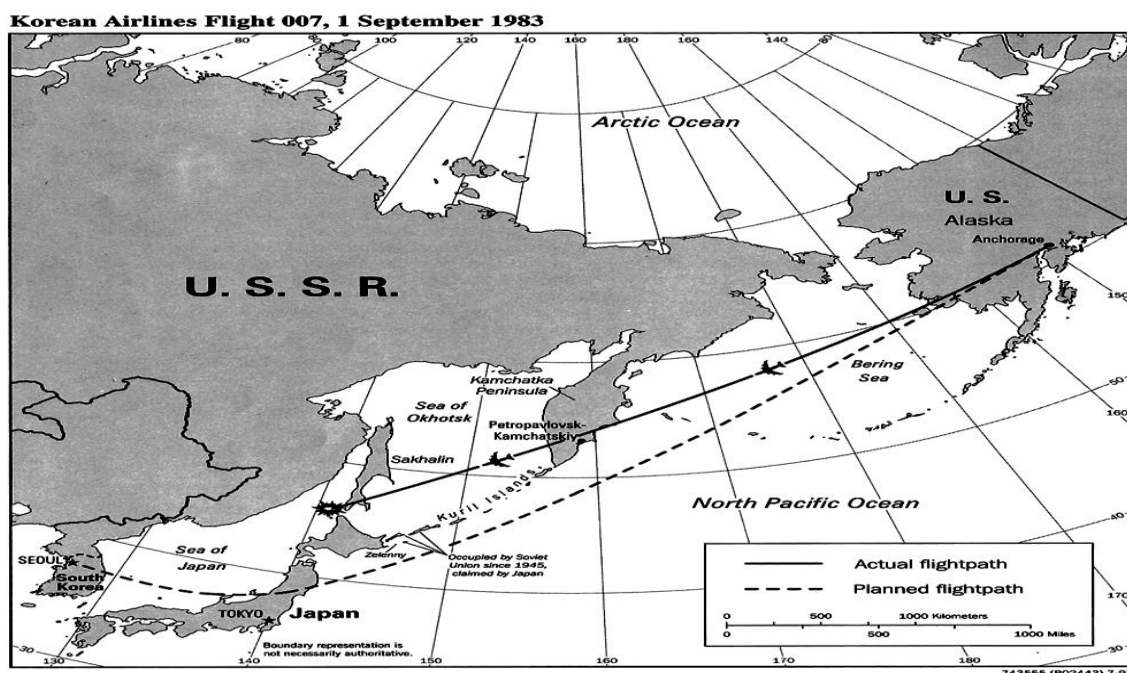 Korean Airlines Flight 007, 1 September 1983
80
100
120
140
160
180
160
140
Arctic Ocean
U. S.
Alaska
Anchorage
U. S. S. R.
150
Bering
Sea
Kamchatka
Peninsula
Sea of
Okhotsk
160
Petropavlovsk-
Kamchatskiy
Sakhalin
Kuril Islands
North Pacific Ocean
Sea of
Japan
Zelenny
Occupied by Soviet
Union since 1945,
claimed by Japan
SEOUL
South
Korea
TOKYO
Japan
Actual flightpath
Planned flightpath
0 500 1000 Kilometers
0 500 1000 Miles
170
Boundary representation is
not necessarily authoritative.
30
130
140
150
160
170
180
30